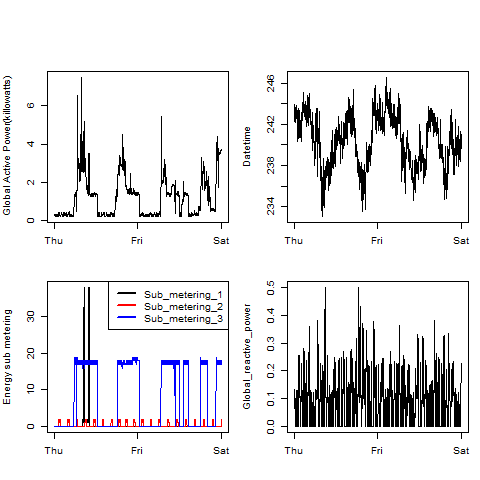 Global Active Power(killowatts)
0
2
4
6
Thu
Fri
Sat
Datetime
234
238
242
246
Thu
Fri
Sat
Energy sub metering
0
10
20
30
Sub_metering_1
Sub_metering_2
Sub_metering_3
Thu
Fri
Sat
Global_reactive_power
0.0
0.1
0.2
0.3
0.4
0.5
Thu
Fri
Sat